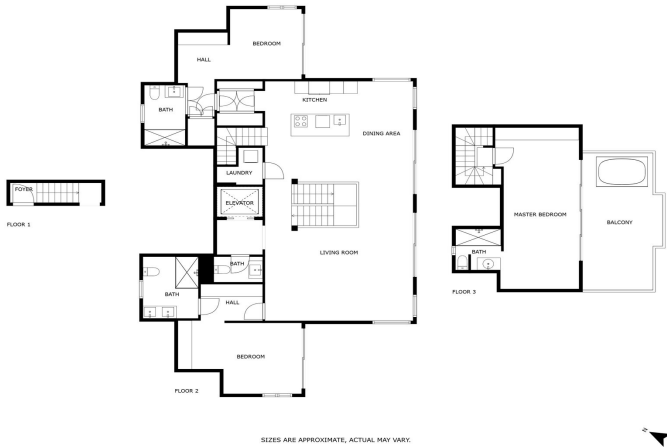 BEDROOM
HALL
KITCHEN
BATH
DINING AREA
LAUNDRY
FOYER
ELEVATOR
MASTER BEDROOM
BALCONY
FLOOR 1
LIVING ROOM
BATH
BATH
FLOOR 3
BATH
HALL
BEDROOM
FLOOR 2
SIZES ARE APPROXIMATE, ACTUAL MAY VARY.
N